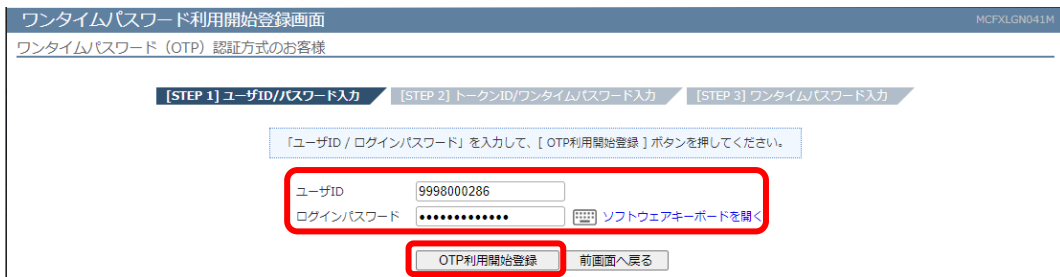 ワンタイムパスワード利用開始登録画面 MCFXLGN041M
ワンタイムパスワード（OTP）認証方式のお客様
[STEP 1] ユーザID/パスワード入力 [STEP 2] トークンID/ワンタイムパスワード入力 [STEP 3] ワンタイムパスワード入力
「ユーザID / ログインパスワード」を入力して、[ OTP利用開始登録 ] ボタンを押してください。
ユーザID 9998000286
ログインパスワード ••••••••••••• ソフトウェアキーボードを開く
OTP利用開始登録 前画面へ戻る